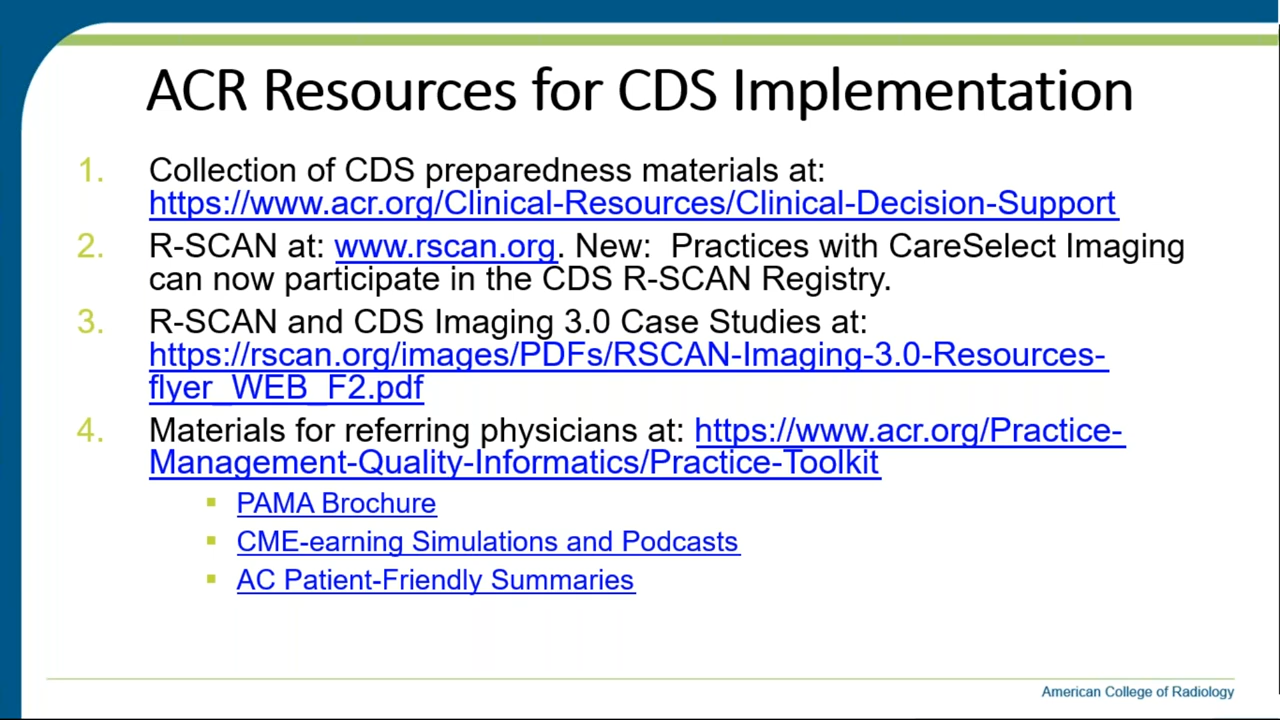 ACR Resources for CDS Implementation
1. Collection of CDS preparedness materials at:
https://www.acr.org/Clinical-Resources/Clinical-Decision-Support
2. R-SCAN at: www.rscan.org. New:  Practices with CareSelect Imaging
can now participate in the CDS R-SCAN Registry.
3. R-SCAN and CDS Imaging 3.0 Case Studies at:
https://rscan.org/images/PDFs/RSCAN-Imaging-3.0-Resources-
flyer_WEB_F2.pdf
4. Materials for referring physicians at: https://www.acr.org/Practice-
Management-Quality-Informatics/Practice-Toolkit
▪ PAMA Brochure
▪ CME-earning Simulations and Podcasts
▪ AC Patient-Friendly Summaries
American College of Radiology